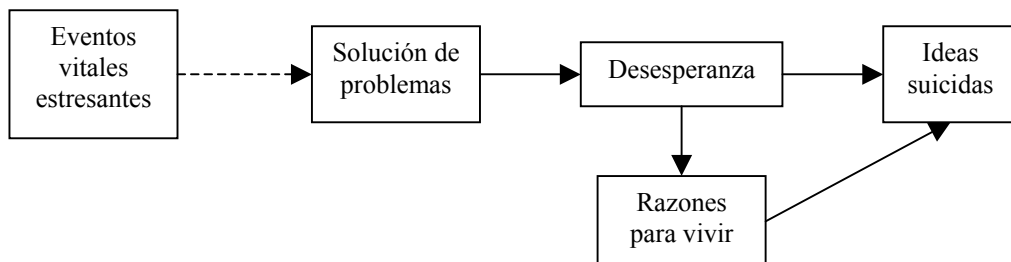 Eventos
vitales
estresantes
Solución de
problemas
Desesperanza
Ideas
suicidas
Razones
para vivir